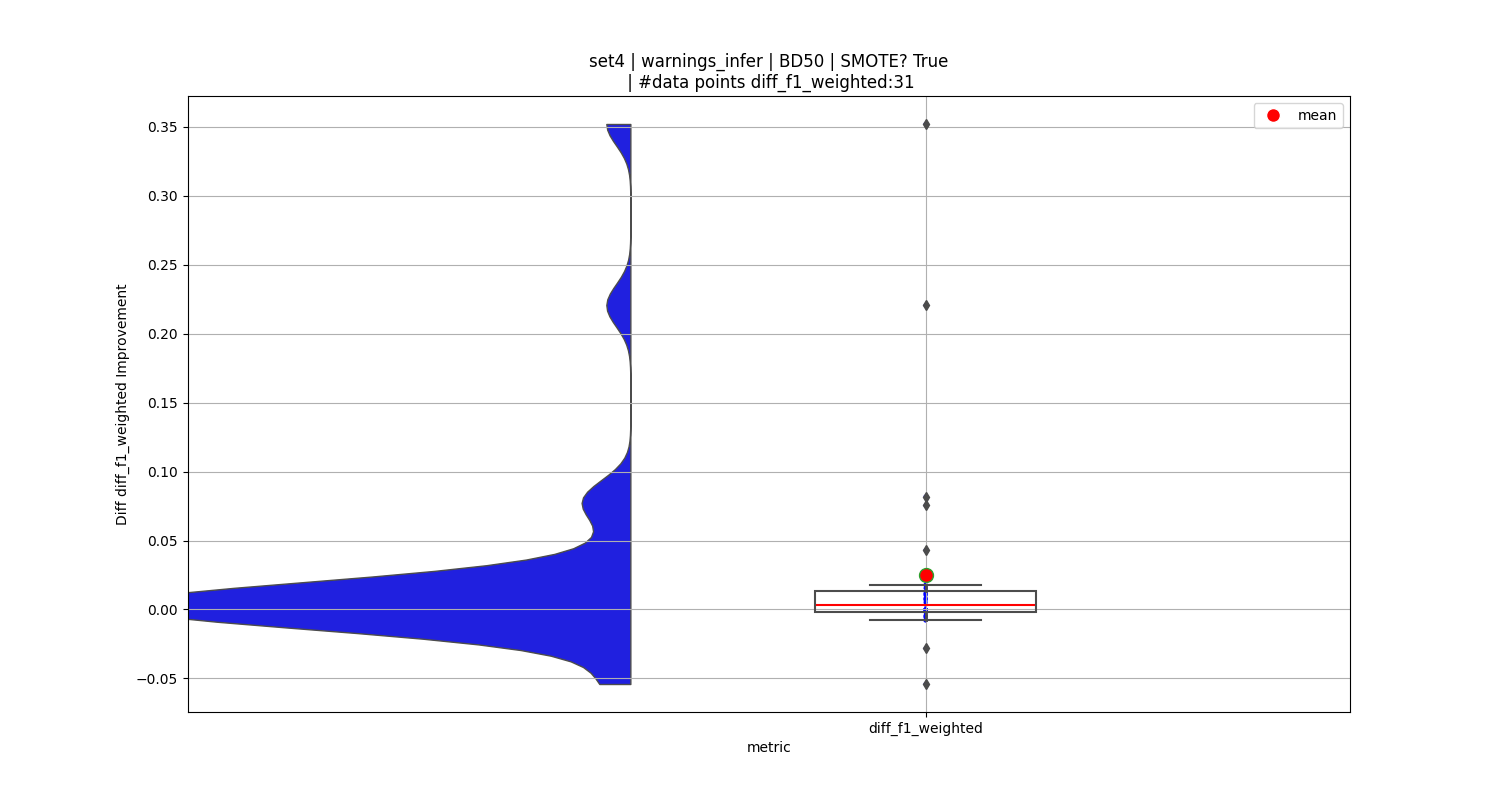 set4 | warnings_infer | BD50 | SMOTE? True
| #data points diff_f1_weighted:31
mean
0.35
0.30
0.25
0.20
0.15
0.10
0.05
0.00
−0.05
Diff diff_f1_weighted Improvement
diff_f1_weighted
metric